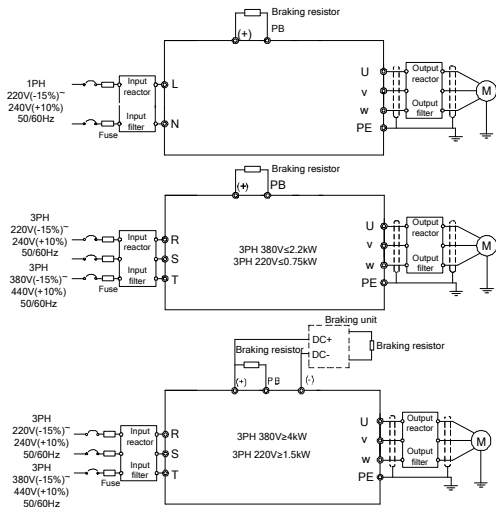 Braking resistor
(+)
PB
1PH
220V(-15%)~
240V(+10%)
50/60Hz
Fuse
Input
reactor
Input
filter
L
N
U
v
w
PE
Output
reactor
Output
filter
M
Braking resistor
(+)
PB
3PH
220V(-15%)~
240V(+10%)
50/60Hz
3PH
380V(-15%)~
440V(+10%)
50/60Hz
Fuse
Input
reactor
Input
filter
R
S
T
3PH 380V≤2.2kW
3PH 220V≤0.75kW
U
v
w
PE
Output
reactor
Output
filter
M
Braking unit
DC+
DC-
Braking resistor
Braking resistor
(+)
PB
(-)
3PH
220V(-15%)~
240V(+10%)
50/60Hz
3PH
380V(-15%)~
440V(+10%)
50/60Hz
Fuse
Input
reactor
Input
filter
R
S
T
3PH 380V≥4kW
3PH 220V≥1.5kW
U
v
w
PE
Output
reactor
Output
filter
M